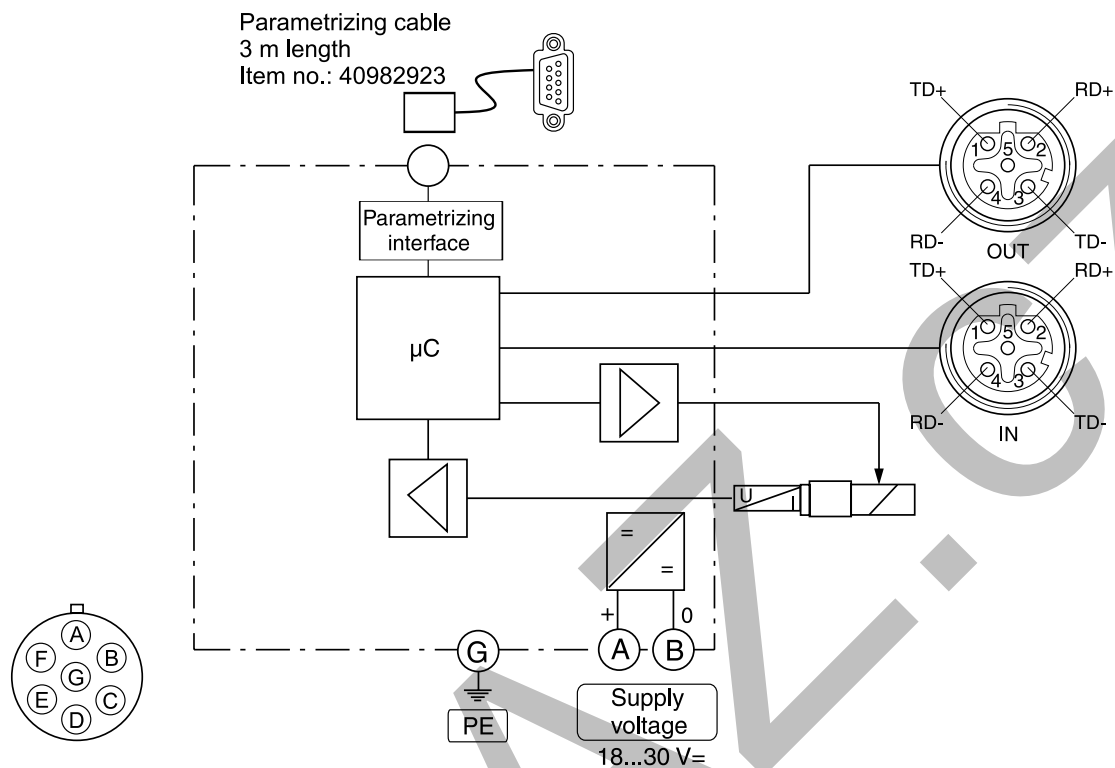 Parametrizing cable
3 m length
Item no.: 40982923
TD+ RD+
1 5 2
4 3
RD- TD-
OUT
TD+ RD+
1 5 2
4 3
RD- TD-
IN
Parametrizing
interface
µC
U
I
=
=
+ 0
G A B
PE
Supply
voltage
18...30 V=
A
F B
G
E C
D